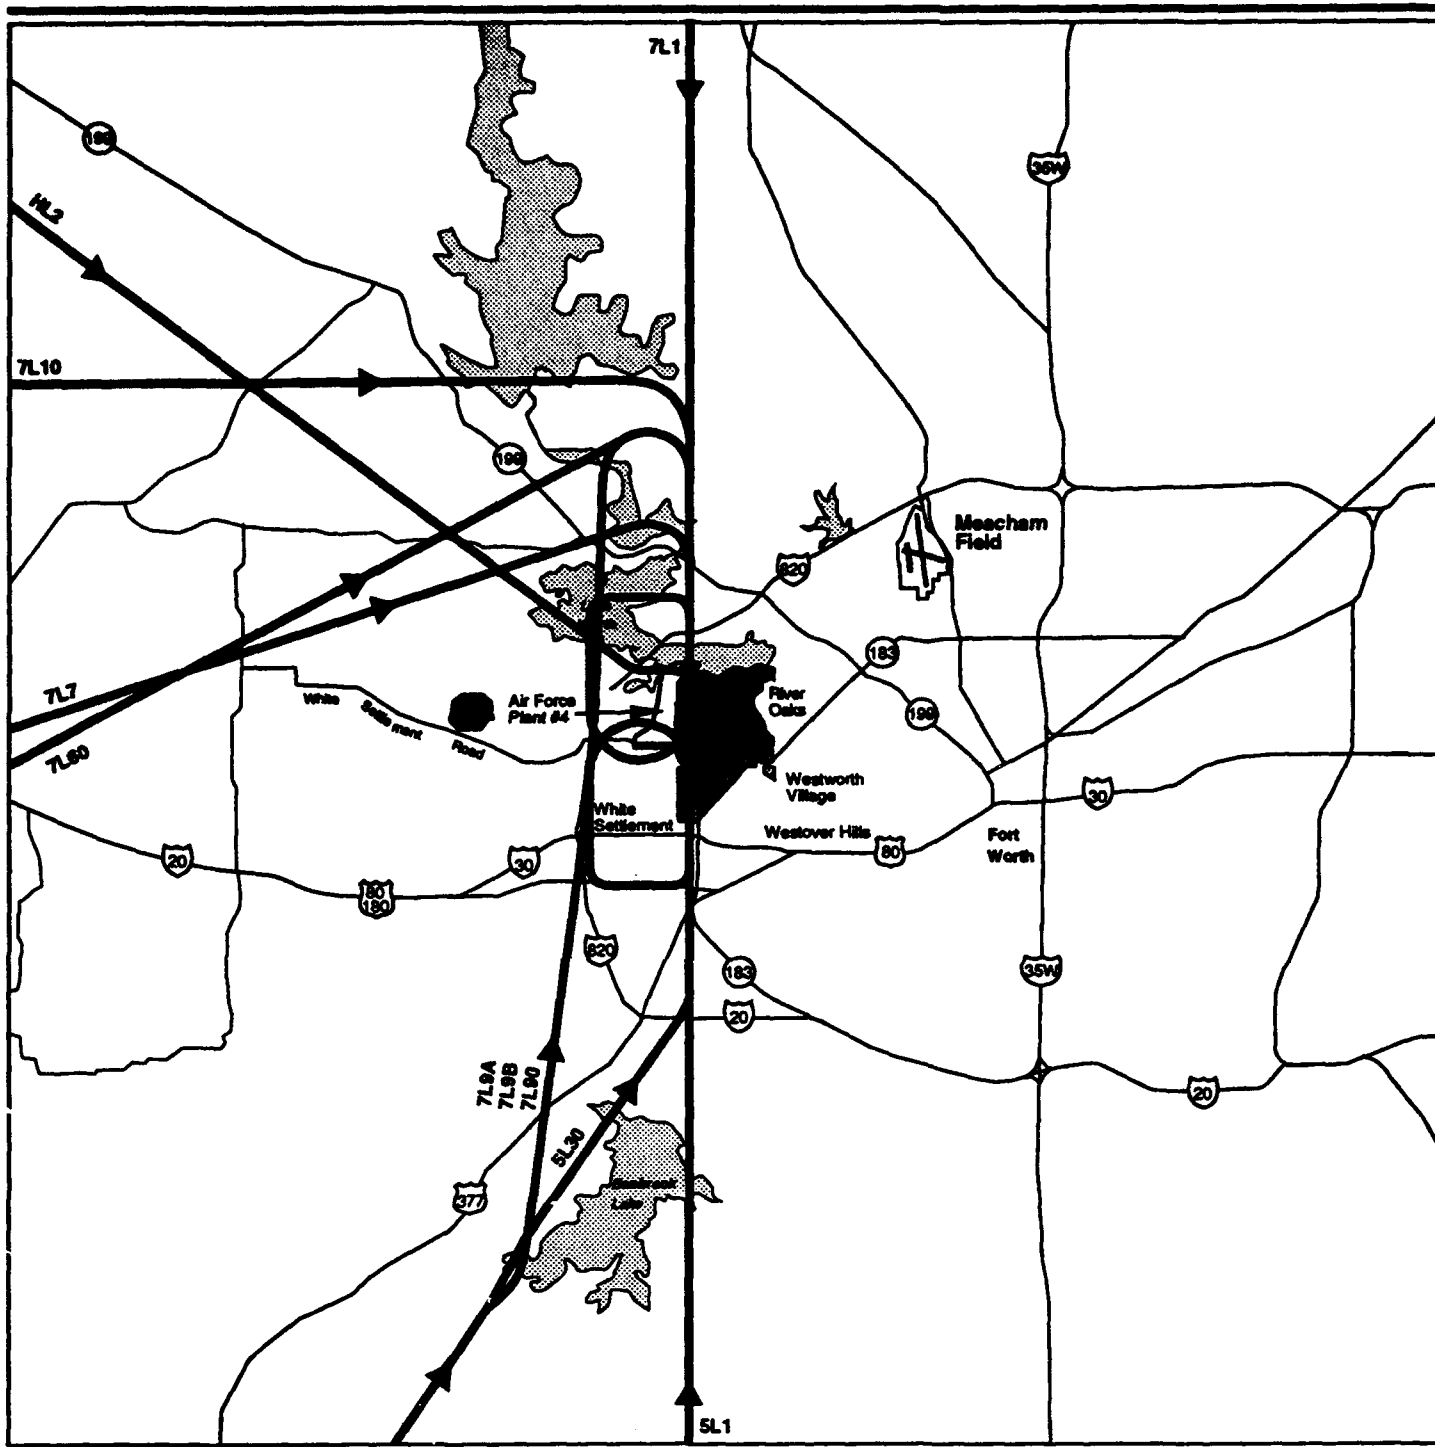 7L1
199
35W
HL2
7L10
199
Meacham
Field
820
183
River
Oaks
7L7
White
Settlement
Road
Air Force
Plant #4
199
7L60
Westworth
Village
30
White
Settlement
Westover Hills
Fort
Worth
20
30
80
80
180
820
183
35W
20
7L9A
7L9B
7L90
20
5L30
377
Lake
5L1